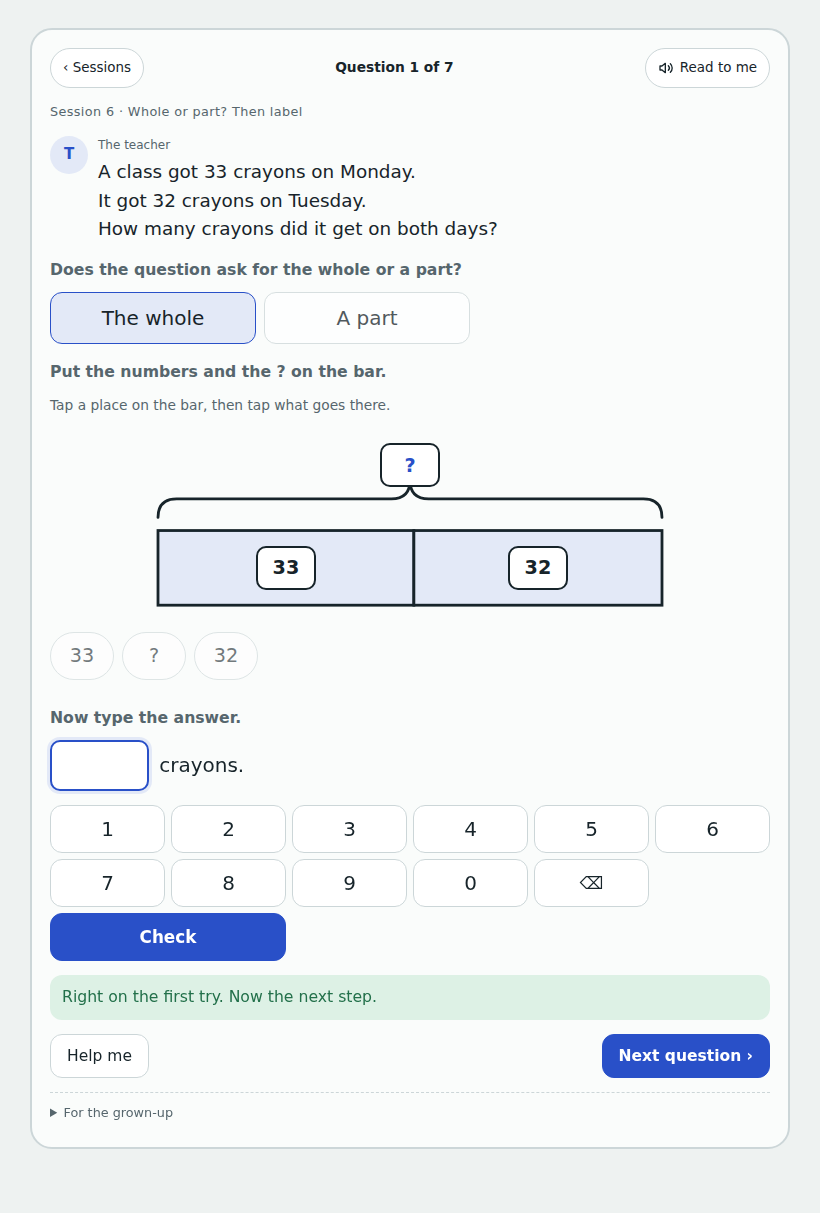 ‹ Sessions
Question 1 of 7
Read to me
Session 6 · Whole or part? Then label
T
The teacher
A class got 33 crayons on Monday.
It got 32 crayons on Tuesday.
How many crayons did it get on both days?
Does the question ask for the whole or a part?
The whole
A part
Put the numbers and the ? on the bar.
Tap a place on the bar, then tap what goes there.
?
33
32
33
?
32
Now type the answer.
crayons.
1
2
3
4
5
6
7
8
9
0
⌫
Check
Right on the first try. Now the next step.
Help me
Next question ›
▶ For the grown-up